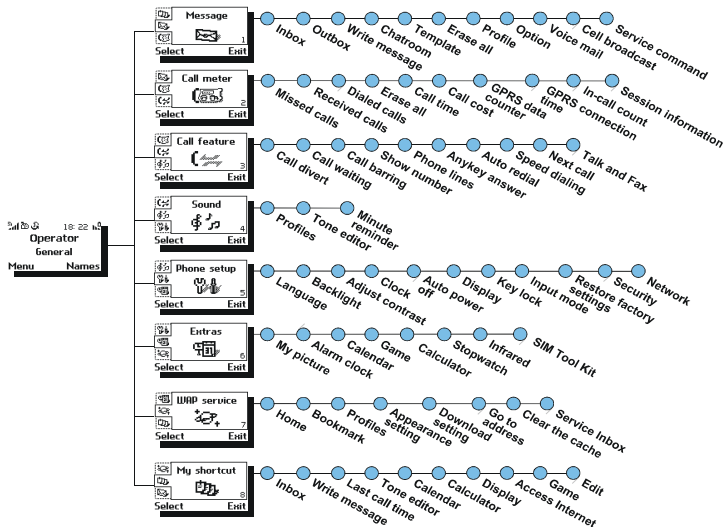 Message
1
Select Exit
Inbox
Outbox
Write message
Chatroom
Template
Erase all
Profile
Option
Voice mail
Cell broadcast
Service command
Call meter
2
Select Exit
Missed calls
Received calls
Dialed calls
Erase all
Call time
Call cost
GPRS data
counter
GPRS connection
time
In-call count
Session information
Call feature
3
Select Exit
Call divert
Call waiting
Call barring
Show number
Phone lines
Anykey answer
Auto redial
Speed dialing
Next call
Talk and Fax
18:22
Operator
General
Menu Names
Sound
4
Select Exit
Profiles
Tone editor
Minute
reminder
Phone setup
5
Select Exit
Language
Backlight
Adjust contrast
Clock
Auto power
off
Display
Key lock
Input mode
Restore factory
settings
Security
Network
Extras
6
Select Exit
My picture
Alarm clock
Calendar
Game
Calculator
Stopwatch
Infrared
SIM Tool Kit
WAP service
7
Select Exit
Home
Bookmark
Profiles
Appearance
setting
Download
setting
Go to
address
Clear the cache
Service Inbox
My shortcut
8
Select Exit
Inbox
Write message
Last call time
Tone editor
Calendar
Calculator
Display
Access Internet
Game
Edit